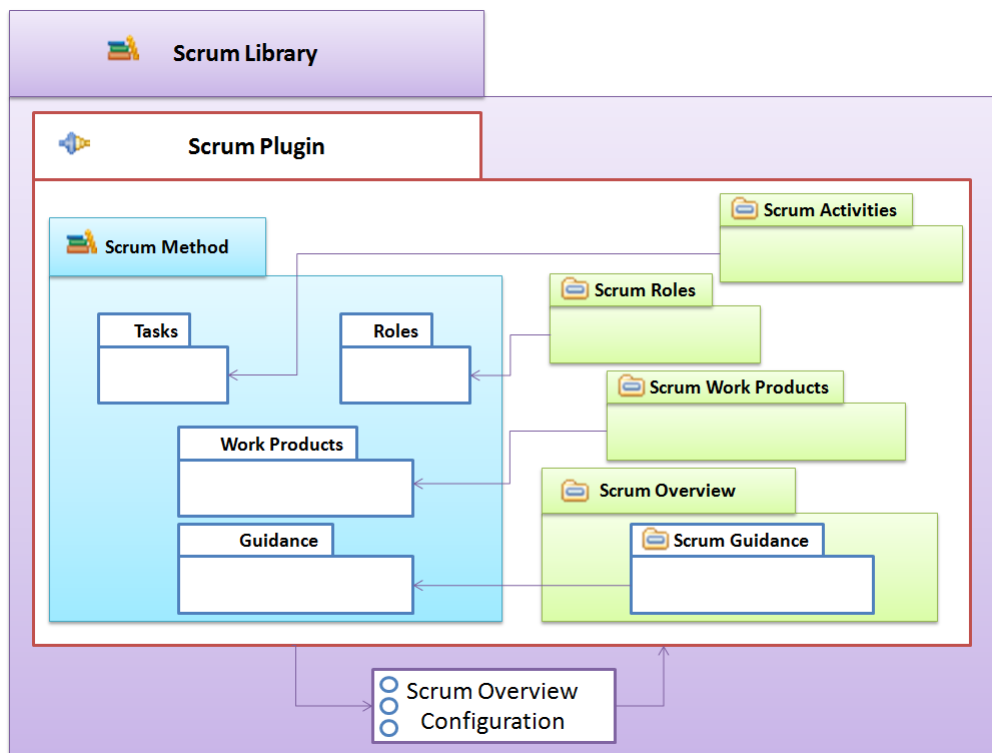 Scrum Library
Scrum Plugin
Scrum Activities
Scrum Method
Scrum Roles
Tasks
Roles
Scrum Work Products
Work Products
Scrum Overview
Guidance
Scrum Guidance
Scrum Overview
Configuration